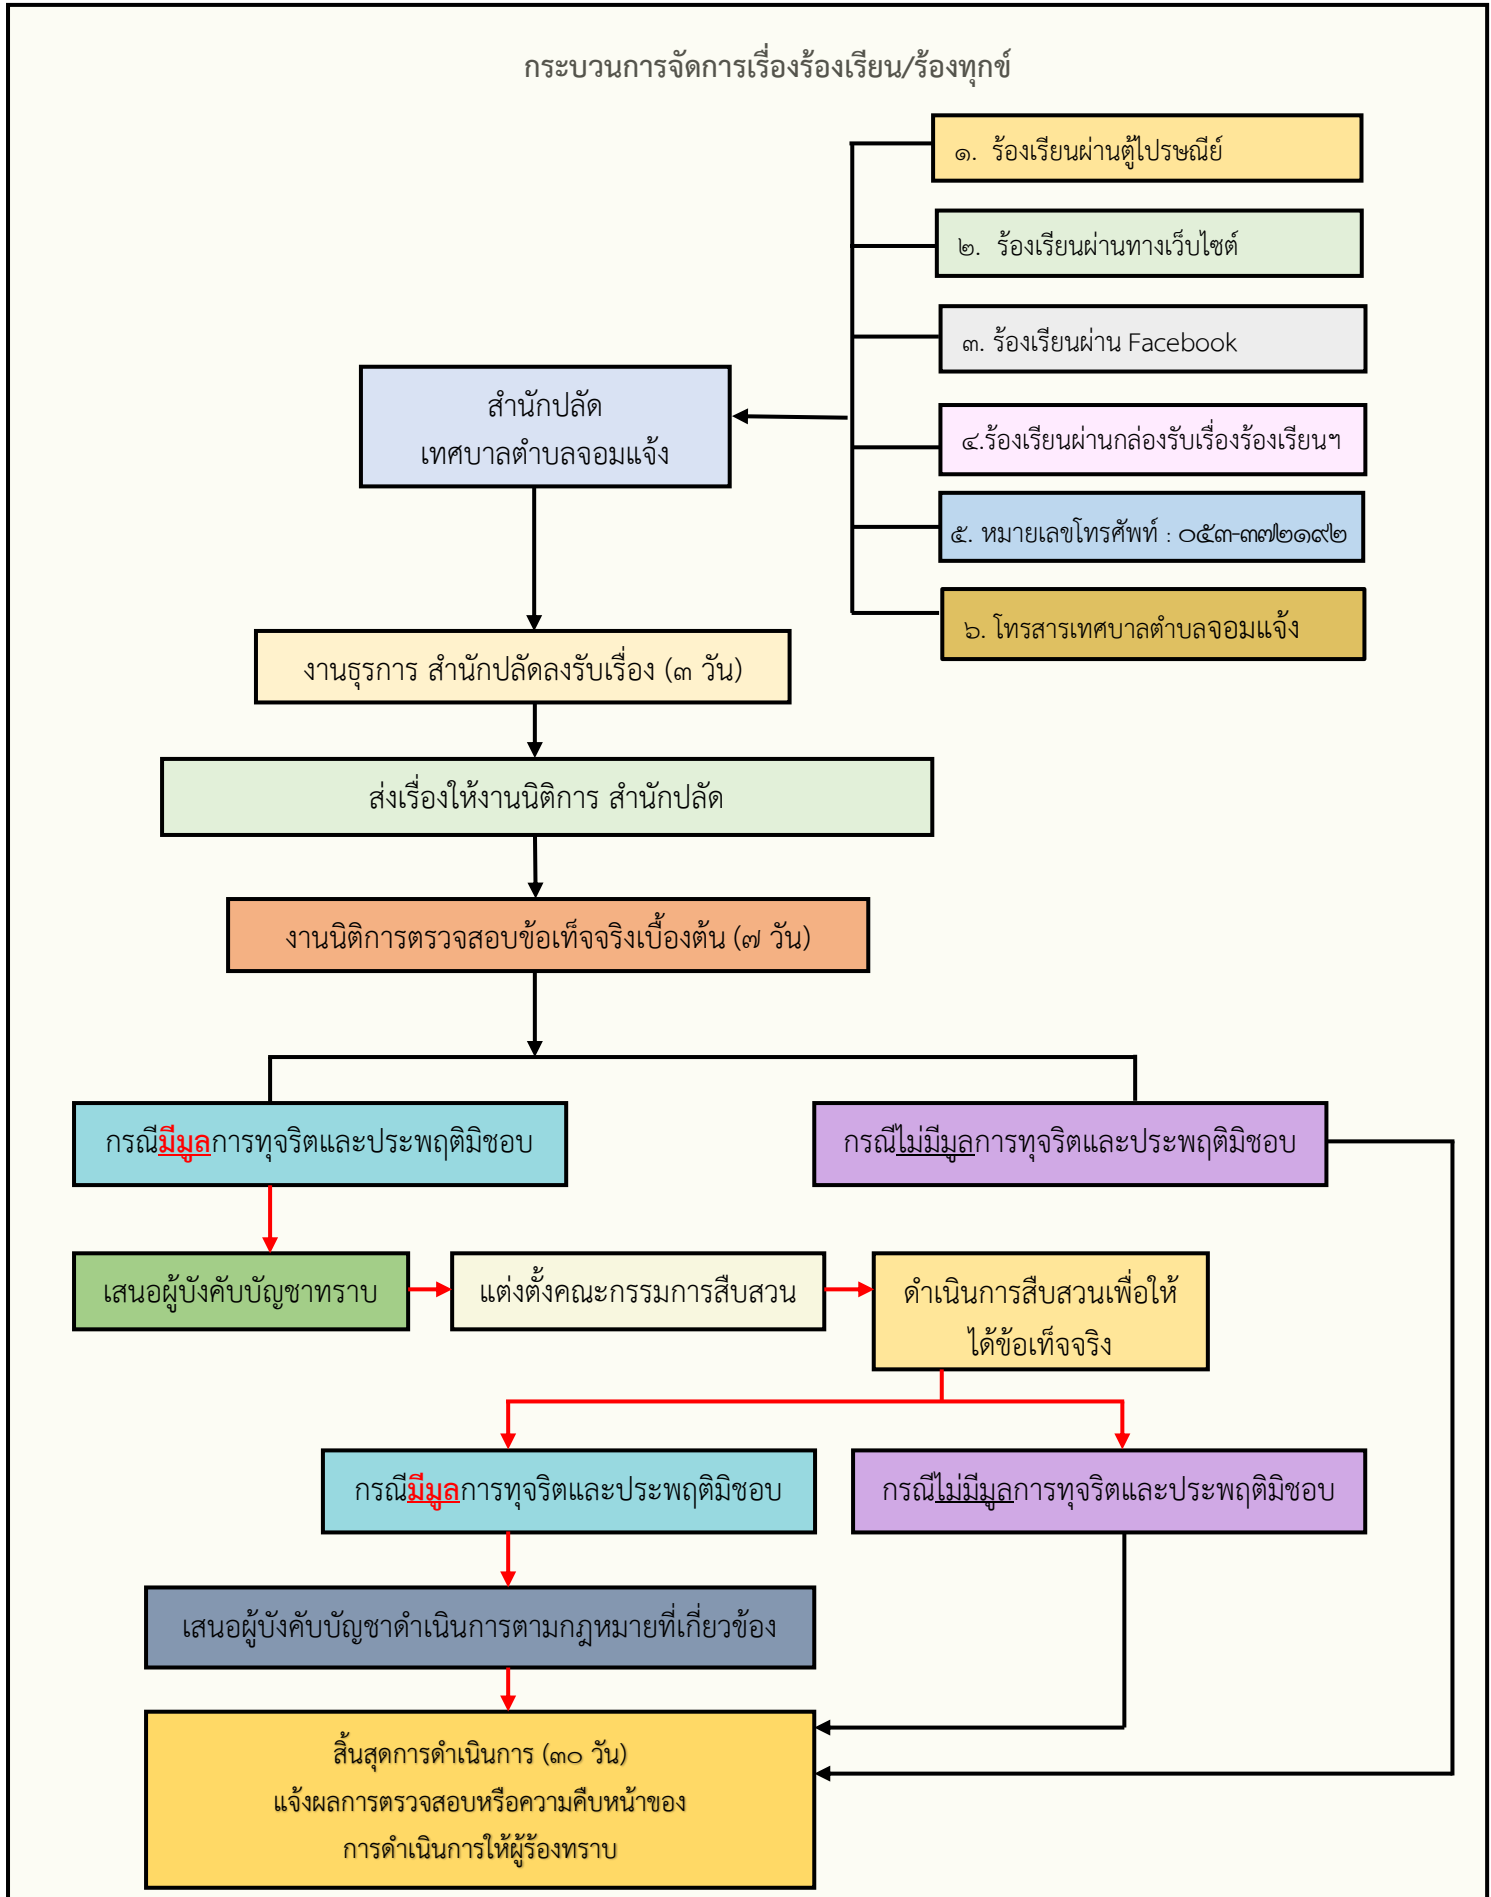 กระบวนการจัดการเรื่องร้องเรียน/ร้องทุกข์
๑. ร้องเรียนผ่านตู้ไปรษณีย์
๒. ร้องเรียนผ่านทางเว็บไซต์
๓. ร้องเรียนผ่าน Facebook
๔.ร้องเรียนผ่านกล่องรับเรื่องร้องเรียนฯ
๕. หมายเลขโทรศัพท์ : ๐๕๓-๓๗๒๑๙๒
๖. โทรสารเทศบาลตำบลจอมแจ้ง
สำนักปลัด
เทศบาลตำบลจอมแจ้ง
งานธุรการ สำนักปลัดลงรับเรื่อง (๓ วัน)
ส่งเรื่องให้งานนิติการ สำนักปลัด
งานนิติการตรวจสอบข้อเท็จจริงเบื้องต้น (๗ วัน)
กรณีมีมูลการทุจริตและประพฤติมิชอบ
กรณีไม่มีมูลการทุจริตและประพฤติมิชอบ
เสนอผู้บังคับบัญชาทราบ
แต่งตั้งคณะกรรมการสืบสวน
ดำเนินการสืบสวนเพื่อให้
ได้ข้อเท็จจริง
กรณีมีมูลการทุจริตและประพฤติมิชอบ
กรณีไม่มีมูลการทุจริตและประพฤติมิชอบ
เสนอผู้บังคับบัญชาดำเนินการตามกฎหมายที่เกี่ยวข้อง
สิ้นสุดการดำเนินการ (๓๐ วัน)
แจ้งผลการตรวจสอบหรือความคืบหน้าของ
การดำเนินการให้ผู้ร้องทราบ